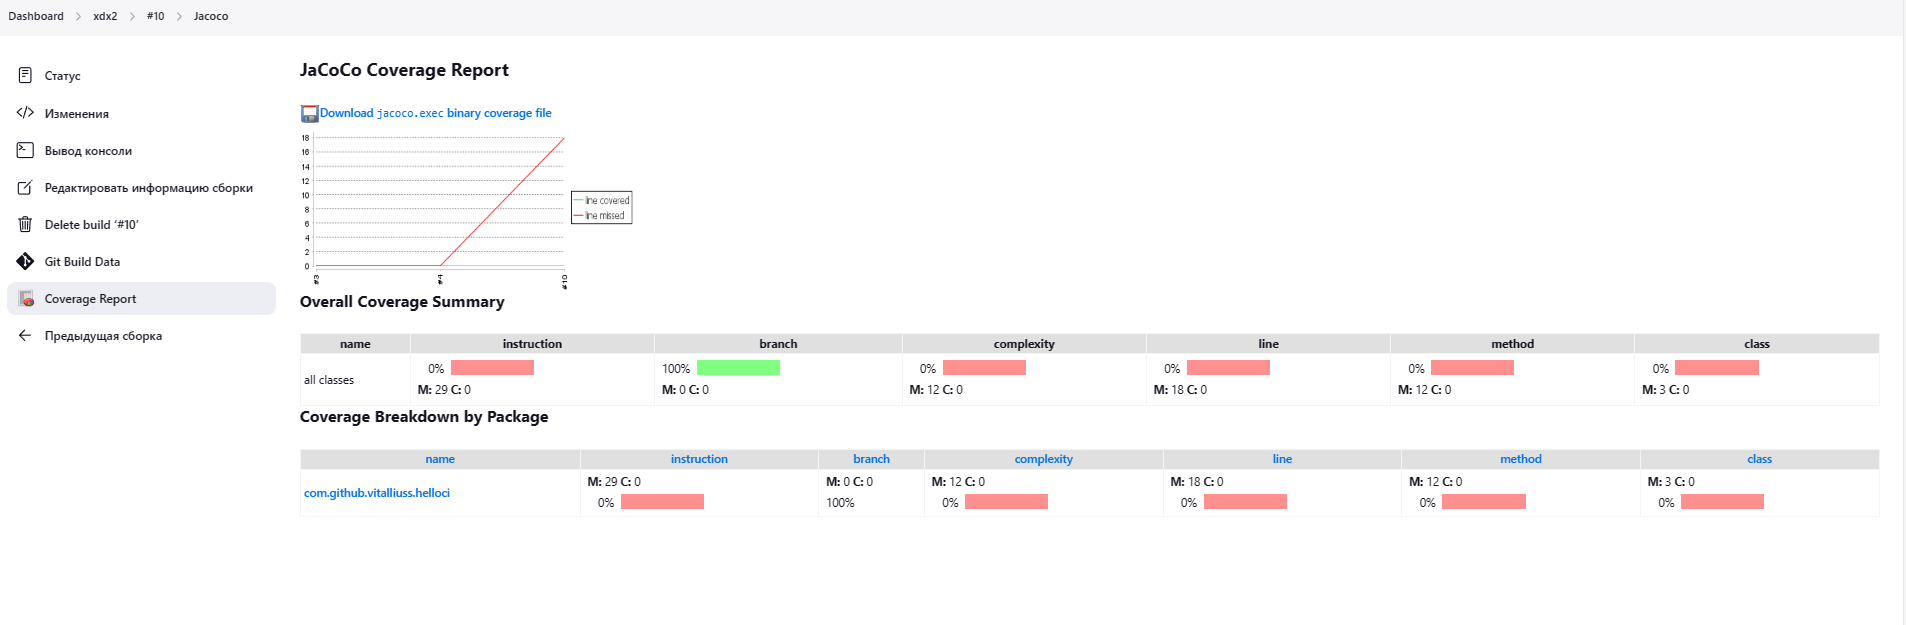 Dashboard > xdx2 > #10 > Jacoco
Статус
Изменения
Вывод консоли
Редактировать информацию сборки
Delete build ‘#10’
Git Build Data
Coverage Report
Предыдущая сборка
JaCoCo Coverage Report
Download jacoco.exec binary coverage file
18
16
14
12
10
8
6
4
2
0
#3 #4 #10
line covered
line missed
Overall Coverage Summary
name instruction branch complexity line method class
all classes
0% 100% 0% 0% 0% 0%
M: 29 C: 0 M: 0 C: 0 M: 12 C: 0 M: 18 C: 0 M: 12 C: 0 M: 3 C: 0
Coverage Breakdown by Package
name instruction branch complexity line method class
com.github.vitalliuss.helloci
M: 29 C: 0 M: 0 C: 0 M: 12 C: 0 M: 18 C: 0 M: 12 C: 0 M: 3 C: 0
0% 100% 0% 0% 0% 0%